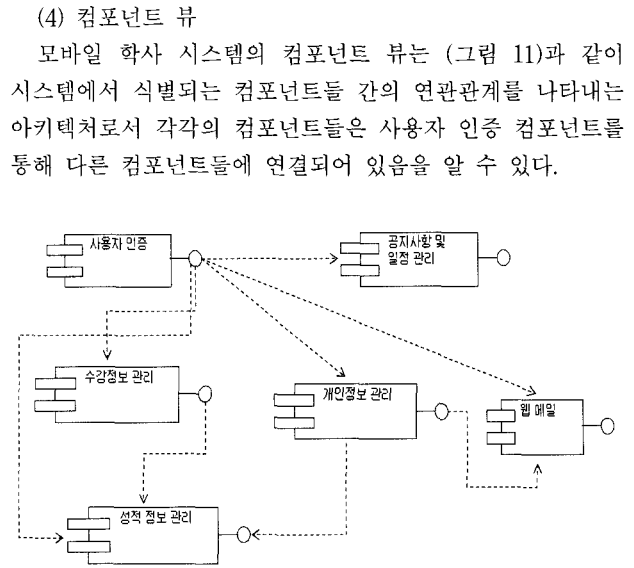 (4) 컴포넌트 뷰
모바일 학사 시스템의 컴포넌트 뷰는 (그림 11)과 같이
시스템에서 식별되는 컴포넌트들 간의 연관관계를 나타내는
아키텍처로서 각각의 컴포넌트들은 사용자 인증 컴포넌트를
통해 다른 컴포넌트들에 연결되어 있음을 알 수 있다.
사용자 인증
공지사항 및
일정 관리
수강정보 관리
개인정보 관리
웹 메일
성적 정보 관리